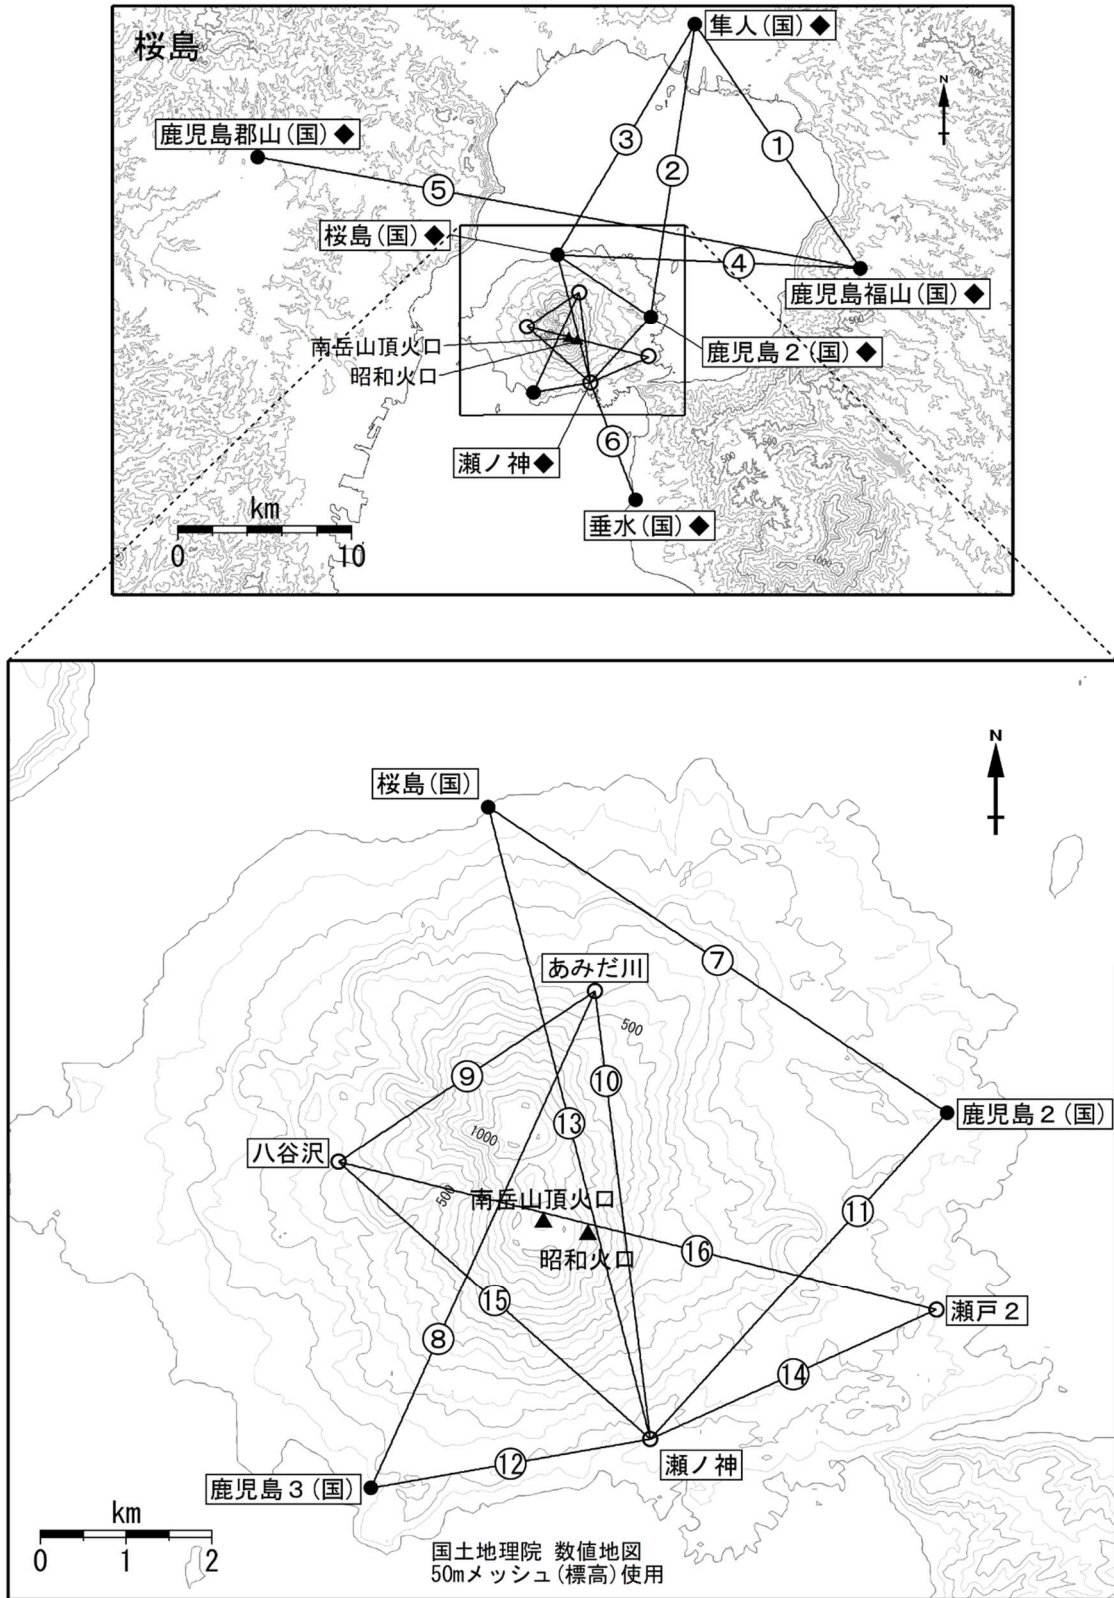 桜島
隼人(国)◆
N
鹿児島郡山(国)◆
③
①
②
⑤
桜島(国)◆
④
鹿児島福山(国)◆
500
南岳山頂火口
昭和火口
鹿児島2(国)◆
500
500
⑥
瀬ノ神◆
km
0 10
垂水(国)◆
1000
桜島(国)
N
⑦
あみだ川
500
⑨
⑩
⑬
1000
鹿児島2(国)
八谷沢
500
南岳山頂火口
⑪
昭和火口
⑯
⑮
瀬戸2
⑧
⑭
瀬ノ神
⑫
鹿児島3(国)
km
0 1 2
国土地理院 数値地図
50mメッシュ(標高)使用